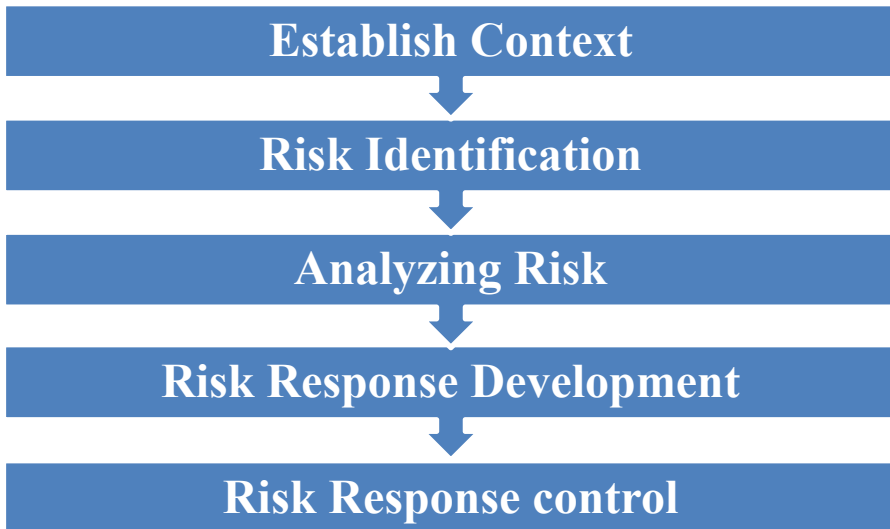 Establish Context
Risk Identification
Analyzing Risk
Risk Response Development
Risk Response control